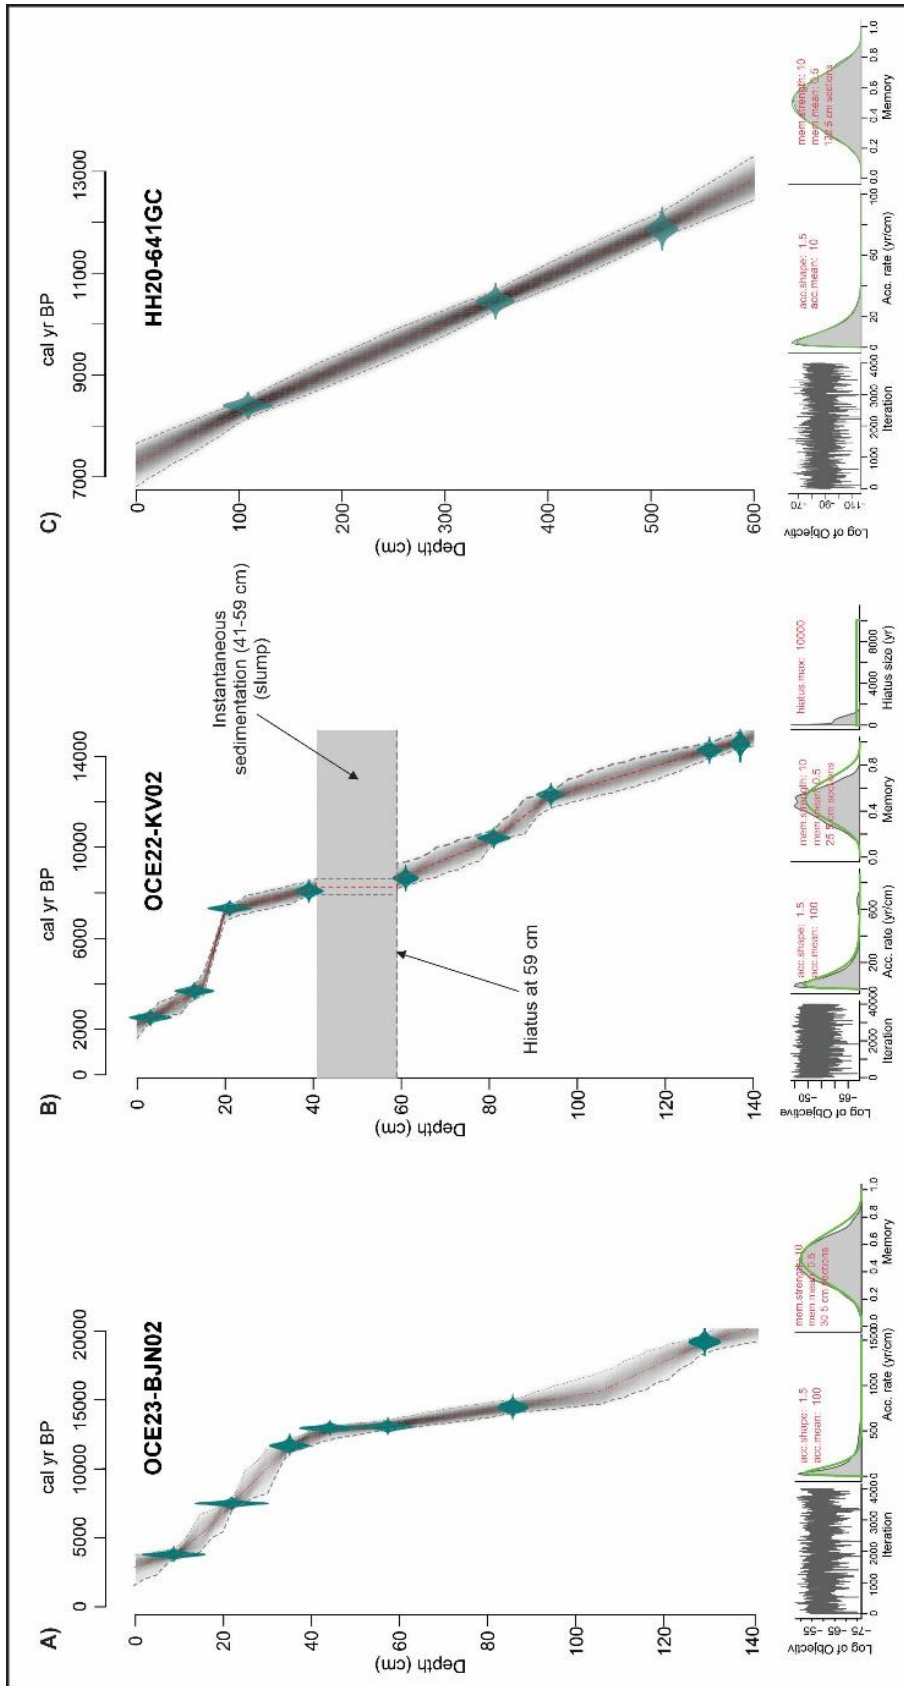 A)
OCE23-BJN02
cal yr BP
0 5000 10000 15000 20000
Depth (cm)
0 20 40 60 80 100 120 140
Log of Objectiv
-55 -65 -75
Iteration
0 1000 2000 3000 4000
acc.shape: 1.5
acc.mean: 100
Acc. rate (yr/cm)
0 500 1000 1500
mem.strength: 10
mem.mean: 0.5
30 5 cm sections
Memory
0.0 0.2 0.4 0.6 0.8 1.0
B)
OCE22-KV02
cal yr BP
0 2000 6000 10000 14000
Depth (cm)
0 20 40 60 80 100 120 140
Instantaneous
sedimentation (41-59 cm)
(slump)
Hiatus at 59 cm
Log of Objective
-50 -65
Iteration
0 2000 40000
acc.shape: 1.5
acc.mean: 100
Acc. rate (yr/cm)
0 200 600
mem.strength: 10
mem.mean: 0.5
25 5 cm sections
Memory
0.0 0.4 0.8
hiatus.max: 10000
Hiatus size (yr)
0 4000 8000
C)
HH20-641GC
cal yr BP
7000 9000 11000 13000
Depth (cm)
0 100 200 300 400 500 600
Log of Objectiv
-70 -90 -110
Iteration
0 1000 2000 3000 4000
acc.shape: 1.5
acc.mean: 10
Acc. rate (yr/cm)
0 20 60 100
mem.strength: 10
mem.mean: 0.5
5 cm sections
Memory
0.0 0.2 0.4 0.6 0.8 1.0